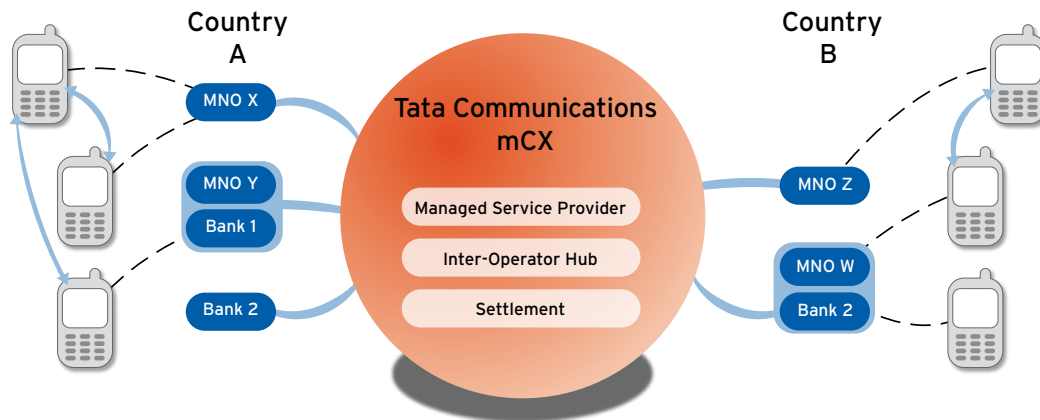 Country
A
MNO X
MNO Y
Bank 1
Bank 2
Tata Communications
mCX
Managed Service Provider
Inter-Operator Hub
Settlement
Country
B
MNO Z
MNO W
Bank 2